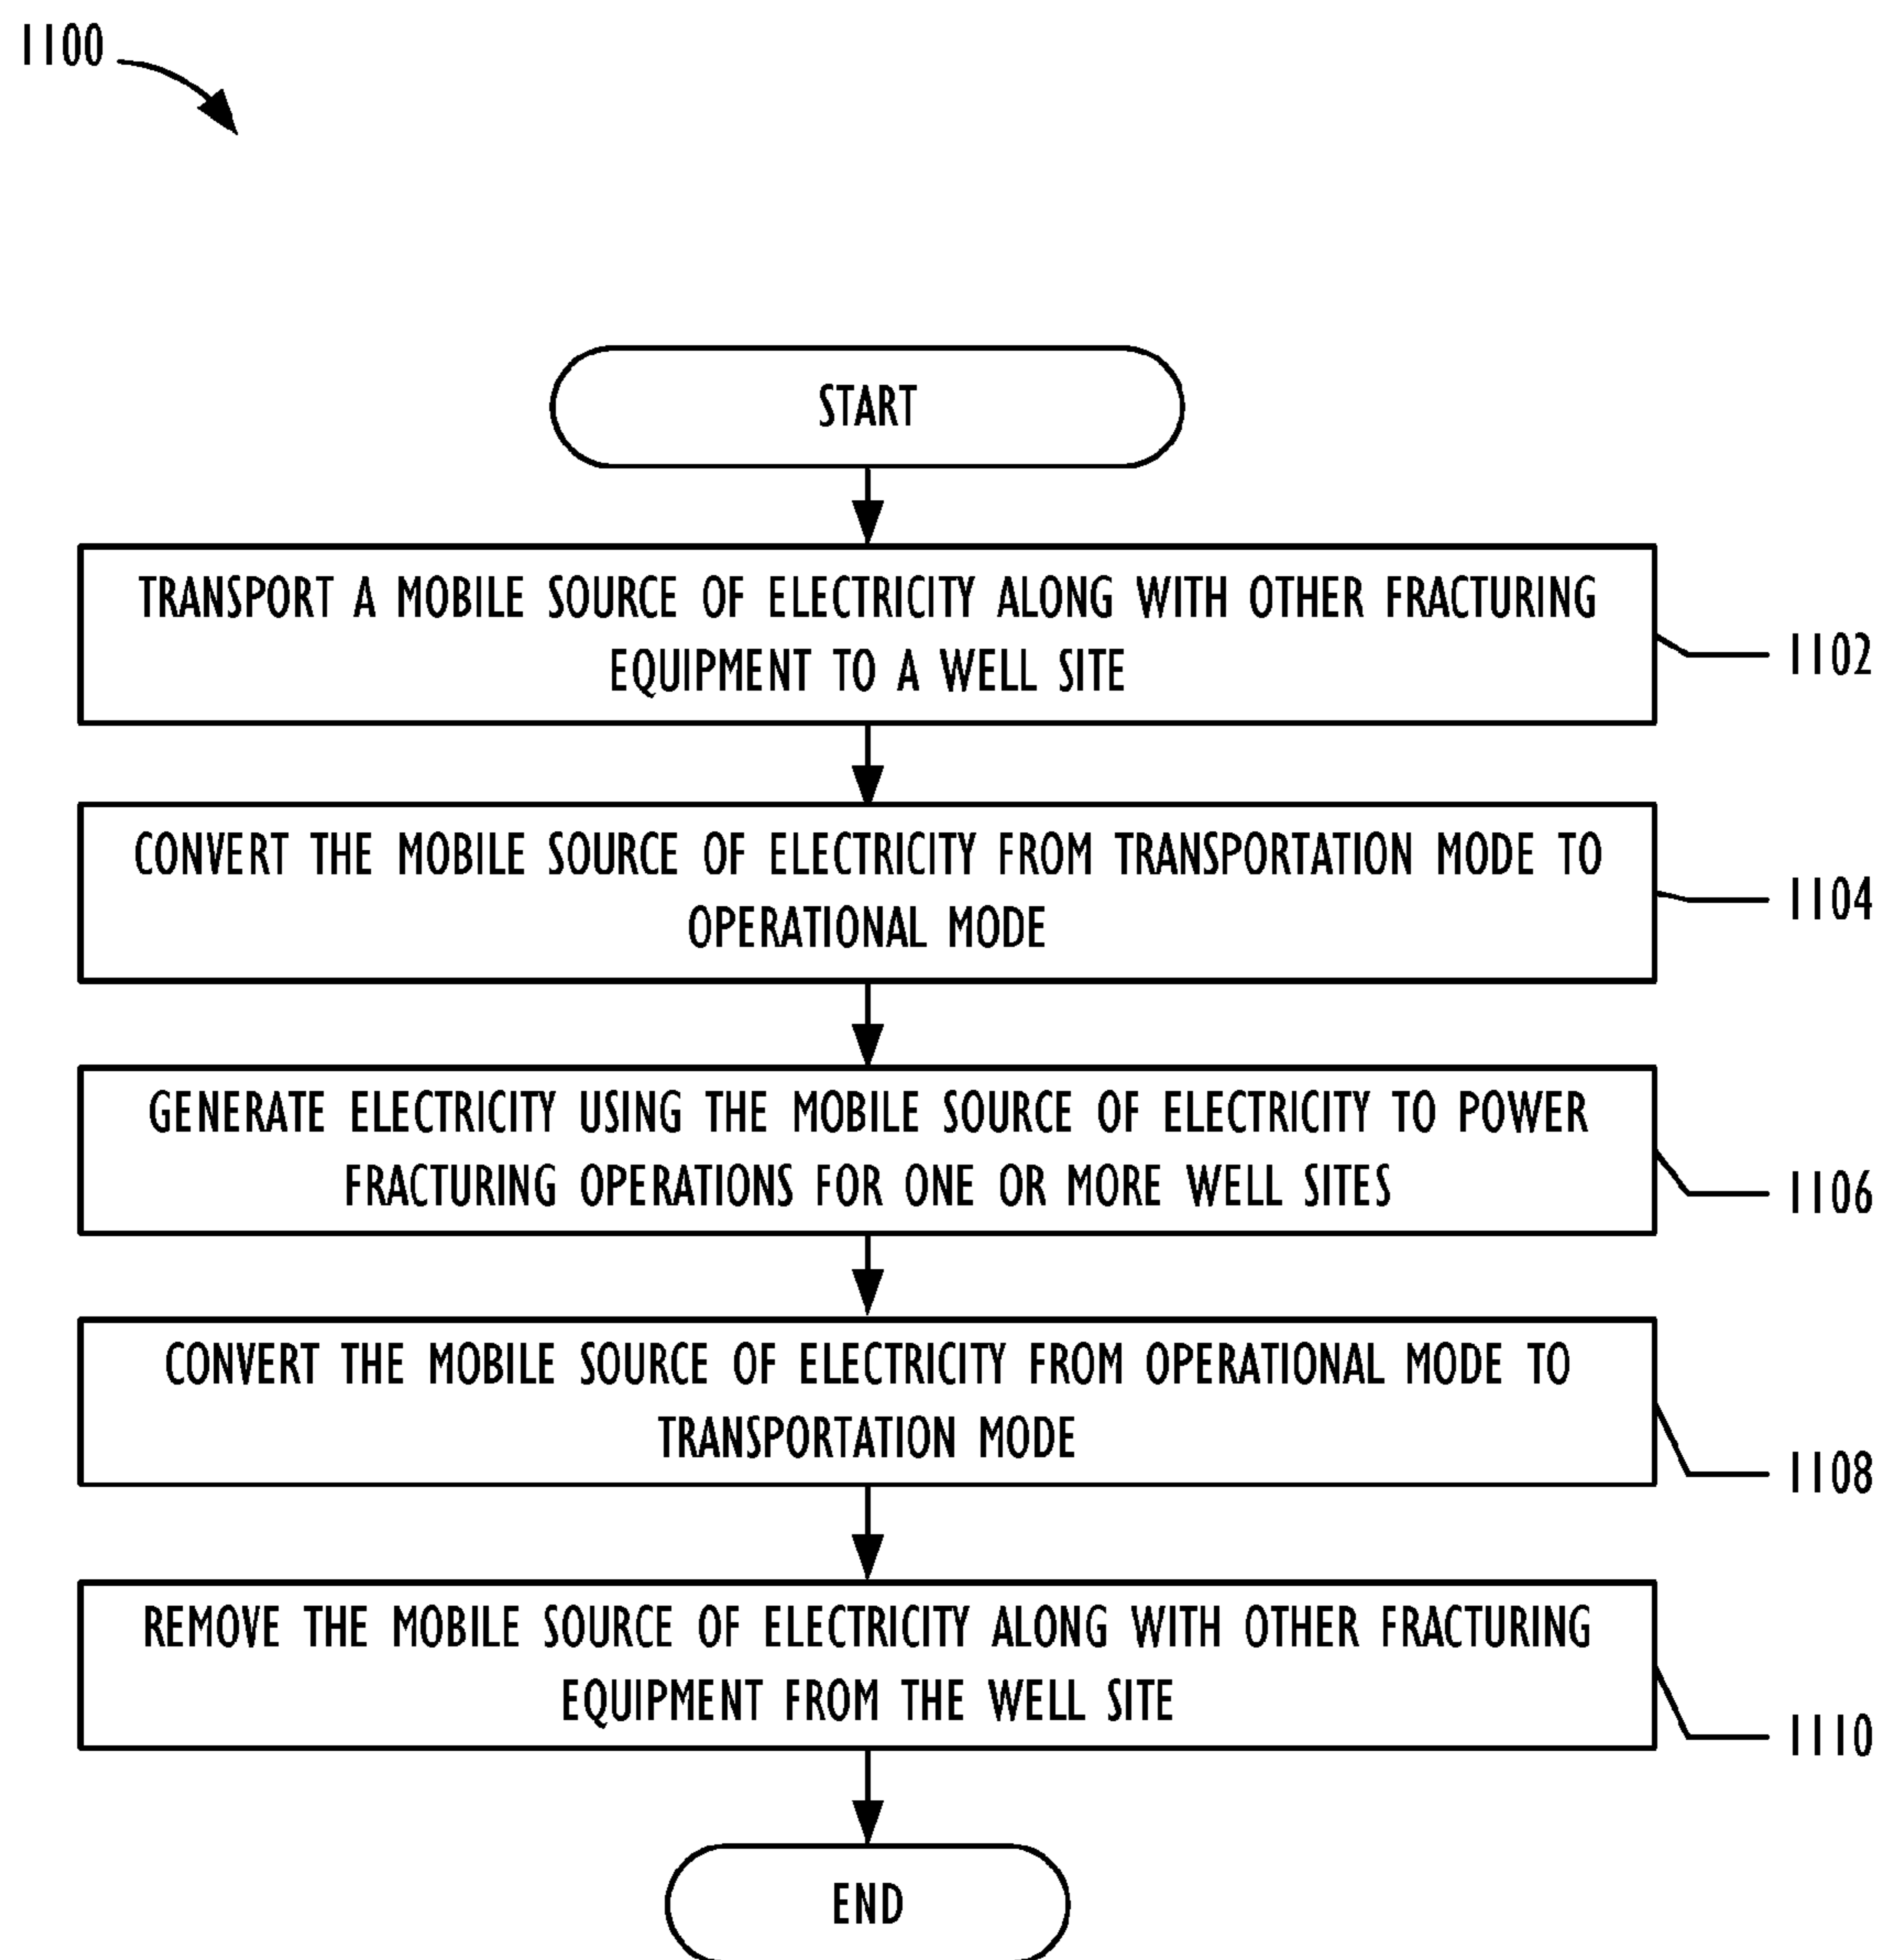 1100
START
TRANSPORT A MOBILE SOURCE OF ELECTRICITY ALONG WITH OTHER FRACTURING
EQUIPMENT TO A WELL SITE
1102
CONVERT THE MOBILE SOURCE OF ELECTRICITY FROM TRANSPORTATION MODE TO
OPERATIONAL MODE
1104
GENERATE ELECTRICITY USING THE MOBILE SOURCE OF ELECTRICITY TO POWER
FRACTURING OPERATIONS FOR ONE OR MORE WELL SITES
1106
CONVERT THE MOBILE SOURCE OF ELECTRICITY FROM OPERATIONAL MODE TO
TRANSPORTATION MODE
1108
REMOVE THE MOBILE SOURCE OF ELECTRICITY ALONG WITH OTHER FRACTURING
EQUIPMENT FROM THE WELL SITE
1110
END